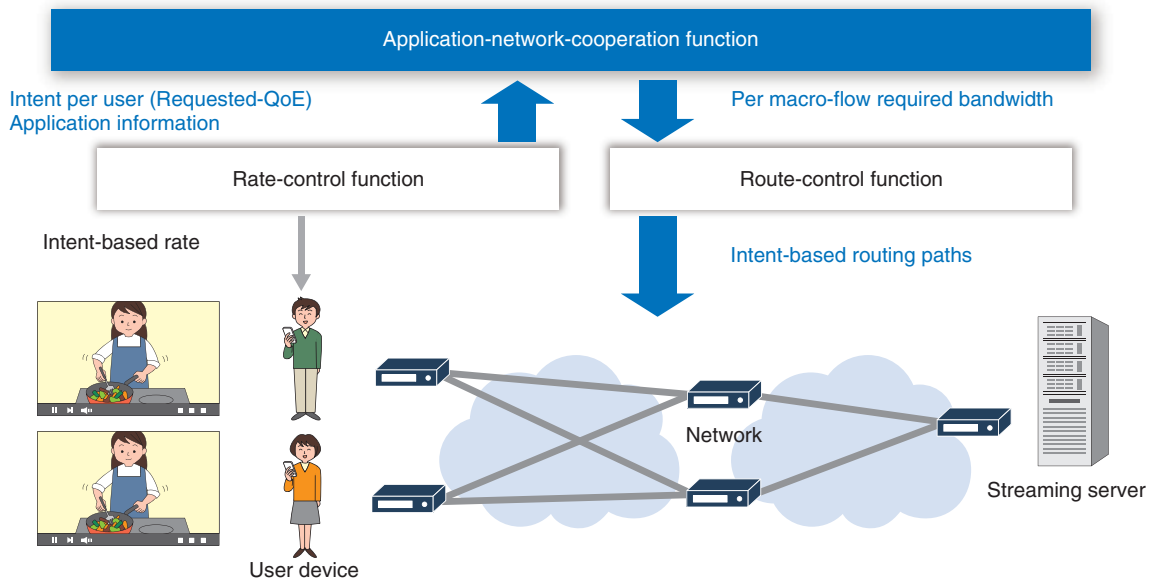 Application-network-cooperation function
Intent per user (Requested-QoE)
Application information
Per macro-flow required bandwidth
Rate-control function
Route-control function
Intent-based rate
Intent-based routing paths
Network
Streaming server
User device